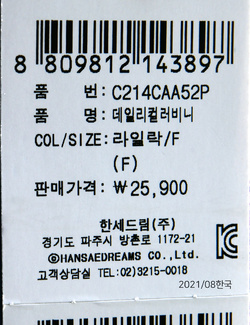 8 809812 143897
품 번: C214CAA52P
품 명: 데일리컬러비니
COL/SIZE: 라일락/F
(F)
판매가격: ₩25,900
한세드림(주)
경기도 파주시 방촌로 1172-21
©HANSAEDREAMS CO.,Ltd.
고객상담실 TEL:02)3215-0018
2021/08한국